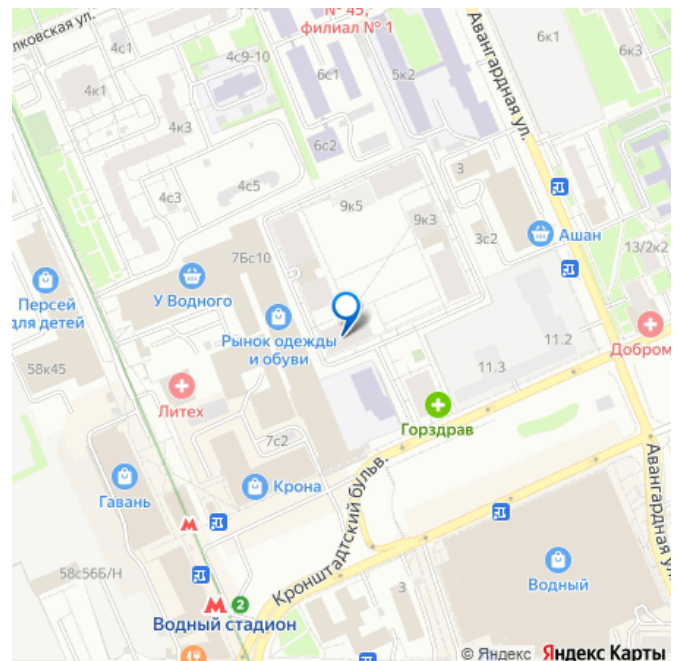 № 45,
филиал № 1
лковская ул.
4с1
4с9-10
6с1
5к2
Авангардная ул.
6к1
6к3
4к1
4к3
6с2
4с3
4с5
3
9к5
9к3
3с2
Ашан
13/2к2
7Бс10
У Водного
Персей
для детей
Рынок одежды
и обуви
11.2
11.3
Добром
58к45
Литех
Горздрав
7с2
Крона
Гавань
Кронштадтский бульв.
Авангардная ул.
58с56Б/Н
3
Водный
2
Водный стадион
© Яндекс Яндекс Карты